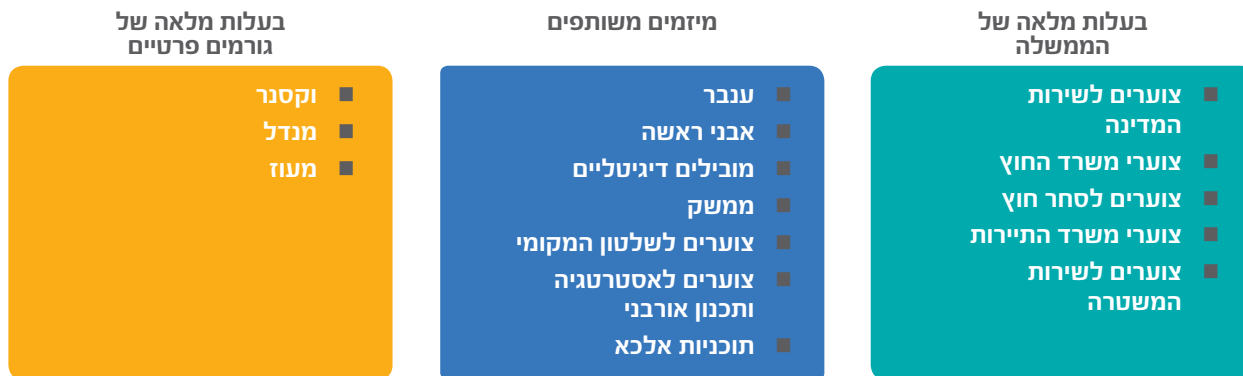 בעלות מלאה של
הממשלה
■ צוערים לשירות
המדינה
■ צוערי משרד החוץ
■ צוערים לסחר חוץ
■ צוערי משרד התיירות
■ צוערים לשירות
המשטרה
מיזמים משותפים
■ ענבר
■ אבני ראשה
■ מובילים דיגיטליים
■ ממשק
■ צוערים לשלטון המקומי
■ צוערים לאסטרטגיה
ותכנון אורבני
■ תוכניות אלכא
בעלות מלאה של
גורמים פרטיים
■ וקסנר
■ מנדל
■ מעוז